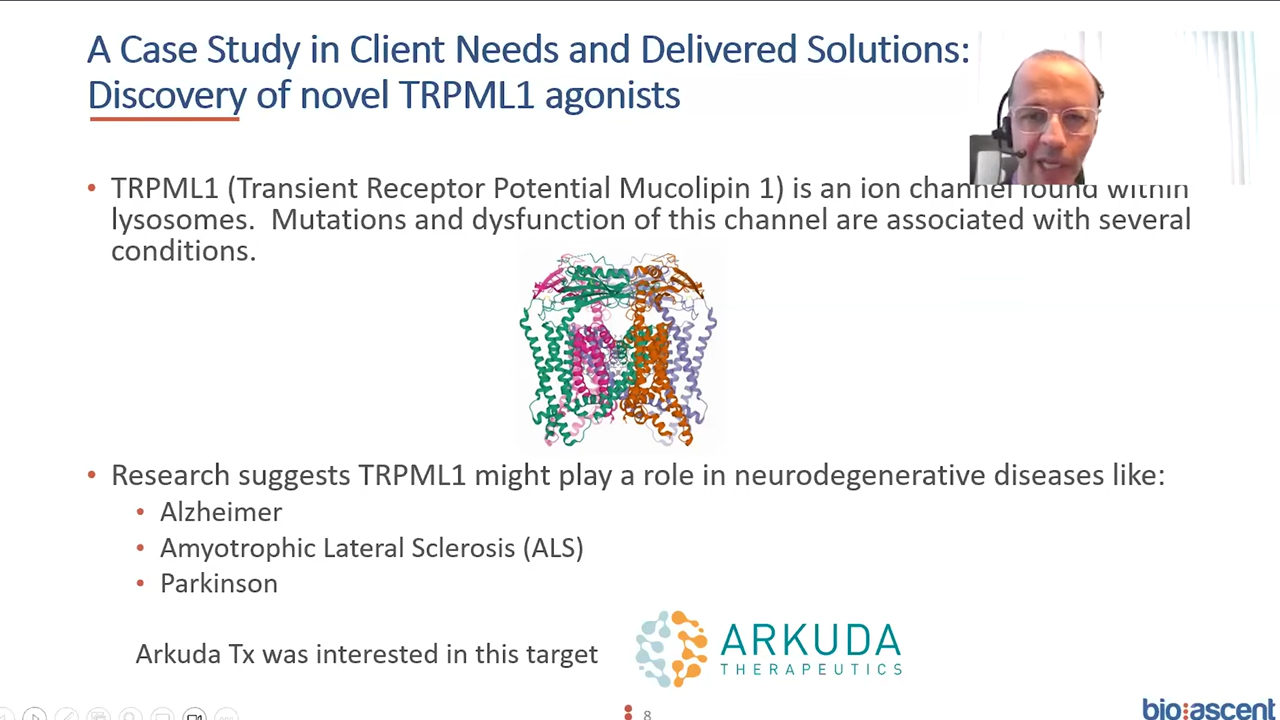 A Case Study in Client Needs and Delivered Solutions:
Discovery of novel TRPML1 agonists
• TRPML1 (Transient Receptor Potential Mucolipin 1) is an ion channel found within
lysosomes. Mutations and dysfunction of this channel are associated with several
conditions.
• Research suggests TRPML1 might play a role in neurodegenerative diseases like:
• Alzheimer
• Amyotrophic Lateral Sclerosis (ALS)
• Parkinson
Arkuda Tx was interested in this target
ARKUDA
THERAPEUTICS
8
bio:ascent